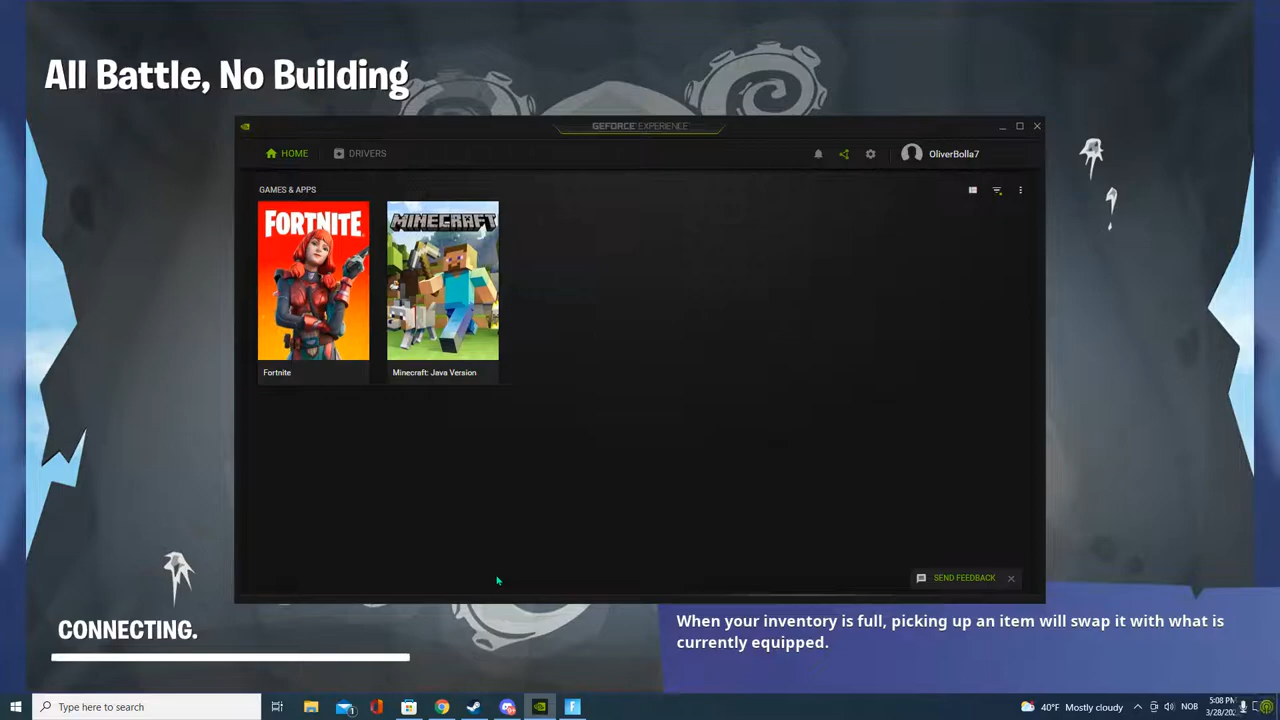 All Battle, No Building
GEFORCE EXPERIENCE
HOME
DRIVERS
OliverBolla7
GAMES & APPS
FORTNITE
MINECRAFT
Fortnite
Minecraft: Java Version
SEND FEEDBACK
CONNECTING.
When your inventory is full, picking up an item will swap it with what is
currently equipped.
Type here to search
40°F Mostly cloudy
NOB
5:08 PM